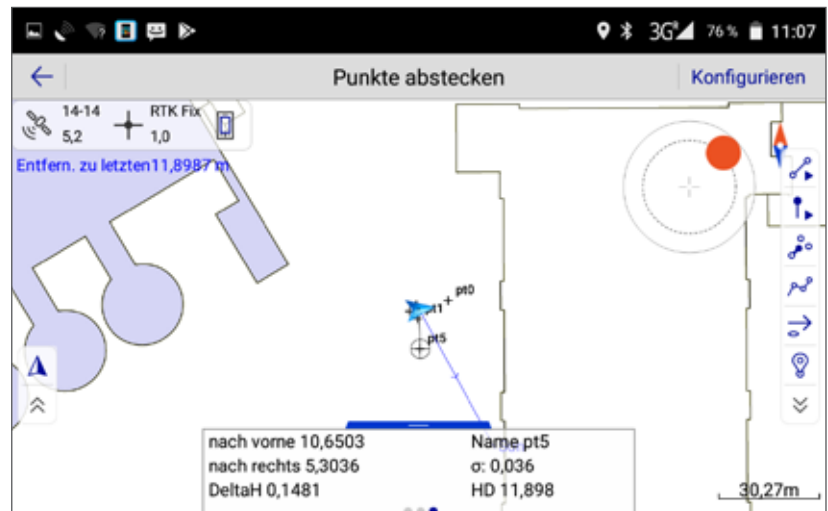 3G 76% 11:07
Punkte abstecken
Konfigurieren
14-14
5,2
RTK Fix
1,0
Entfern. zu letzten11,8987 m
pt0
pt1
pt5
nach vorne 10,6503
nach rechts 5,3036
DeltaH 0,1481
Name pt5
σ: 0,036
HD 11,898
30,27m